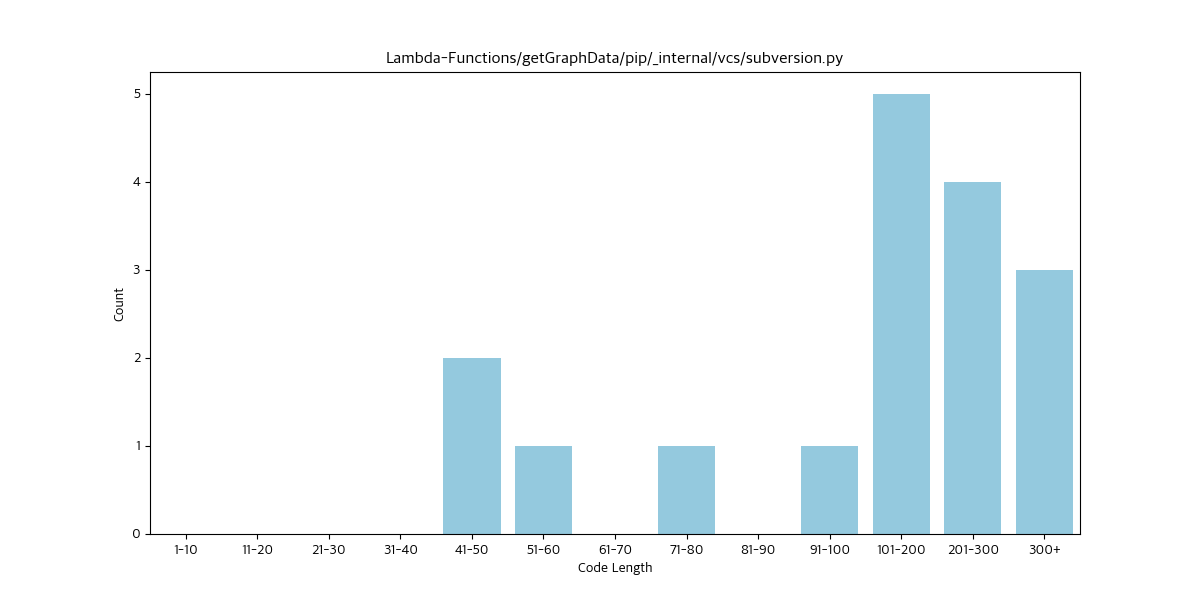 Lambda-Functions/getGraphData/pip/_internal/vcs/subversion.py
5
4
3
2
1
0
Count
1-10 11-20 21-30 31-40 41-50 51-60 61-70 71-80 81-90 91-100 101-200 201-300 300+
Code Length